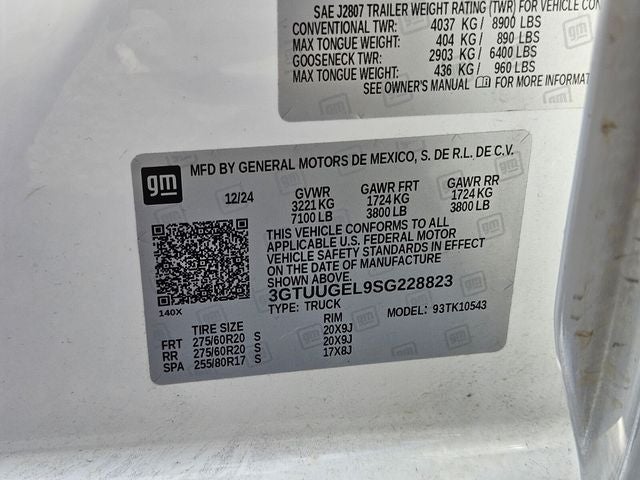 SAE J2807 TRAILER WEIGHT RATING (TWR) FOR VEHICLE CON
CONVENTIONAL TWR: 4037 KG / 8900 LBS
MAX TONGUE WEIGHT: 404 KG / 890 LBS
GOOSENECK TWR: 2903 KG / 6400 LBS
MAX TONGUE WEIGHT: 436 KG / 960 LBS
SEE OWNER'S MANUAL FOR MORE INFORMAT
gm MFD BY GENERAL MOTORS DE MEXICO, S. DE R.L. DE C.V.
12/24 GVWR GAWR FRT GAWR RR
3221 KG 1724 KG 1724 KG
7100 LB 3800 LB 3800 LB
THIS VEHICLE CONFORMS TO ALL
APPLICABLE U.S. FEDERAL MOTOR
VEHICLE SAFETY STANDARDS IN EFFECT
ON THE DATE OF MANUFACTURE
SHOWN ABOVE.
3GTUUGEL9SG228823
140X TYPE: TRUCK MODEL: 93TK10543
TIRE SIZE RIM
FRT 275/60R20 S 20X9J
RR 275/60R20 S 20X9J
SPA 255/80R17 S 17X8J